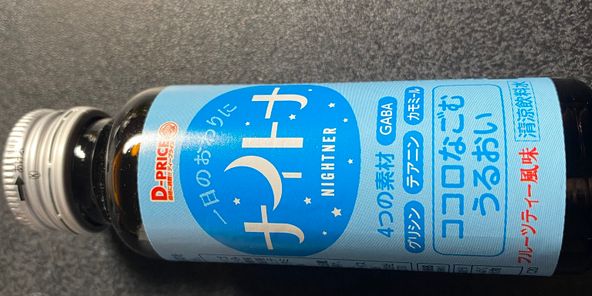 D-PRICE
一日のおわりに
ナイトナ
NIGHTNER
4つの素材
GABA
カモミール
グリシン
テアニン
ココロなごむ
うるおい
フルーツティー風味
清涼飲料水